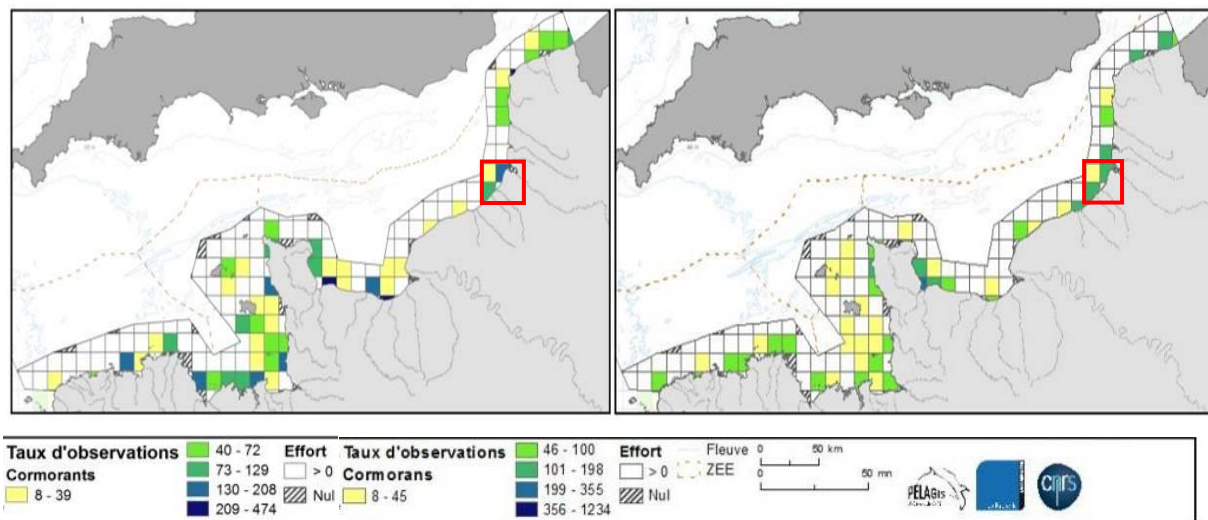 Taux d'observations
Cormorants
8 - 39
40 - 72
73 - 129
130 - 208
209 - 474
Effort
> 0
Nul
Taux d'observations
Cormorans
8 - 45
46 - 100
101 - 198
199 - 355
356 - 1234
Effort
> 0
Nul
Fleuve
ZEE
0 50 km
0 50 mn
PELAGIS
cnrs